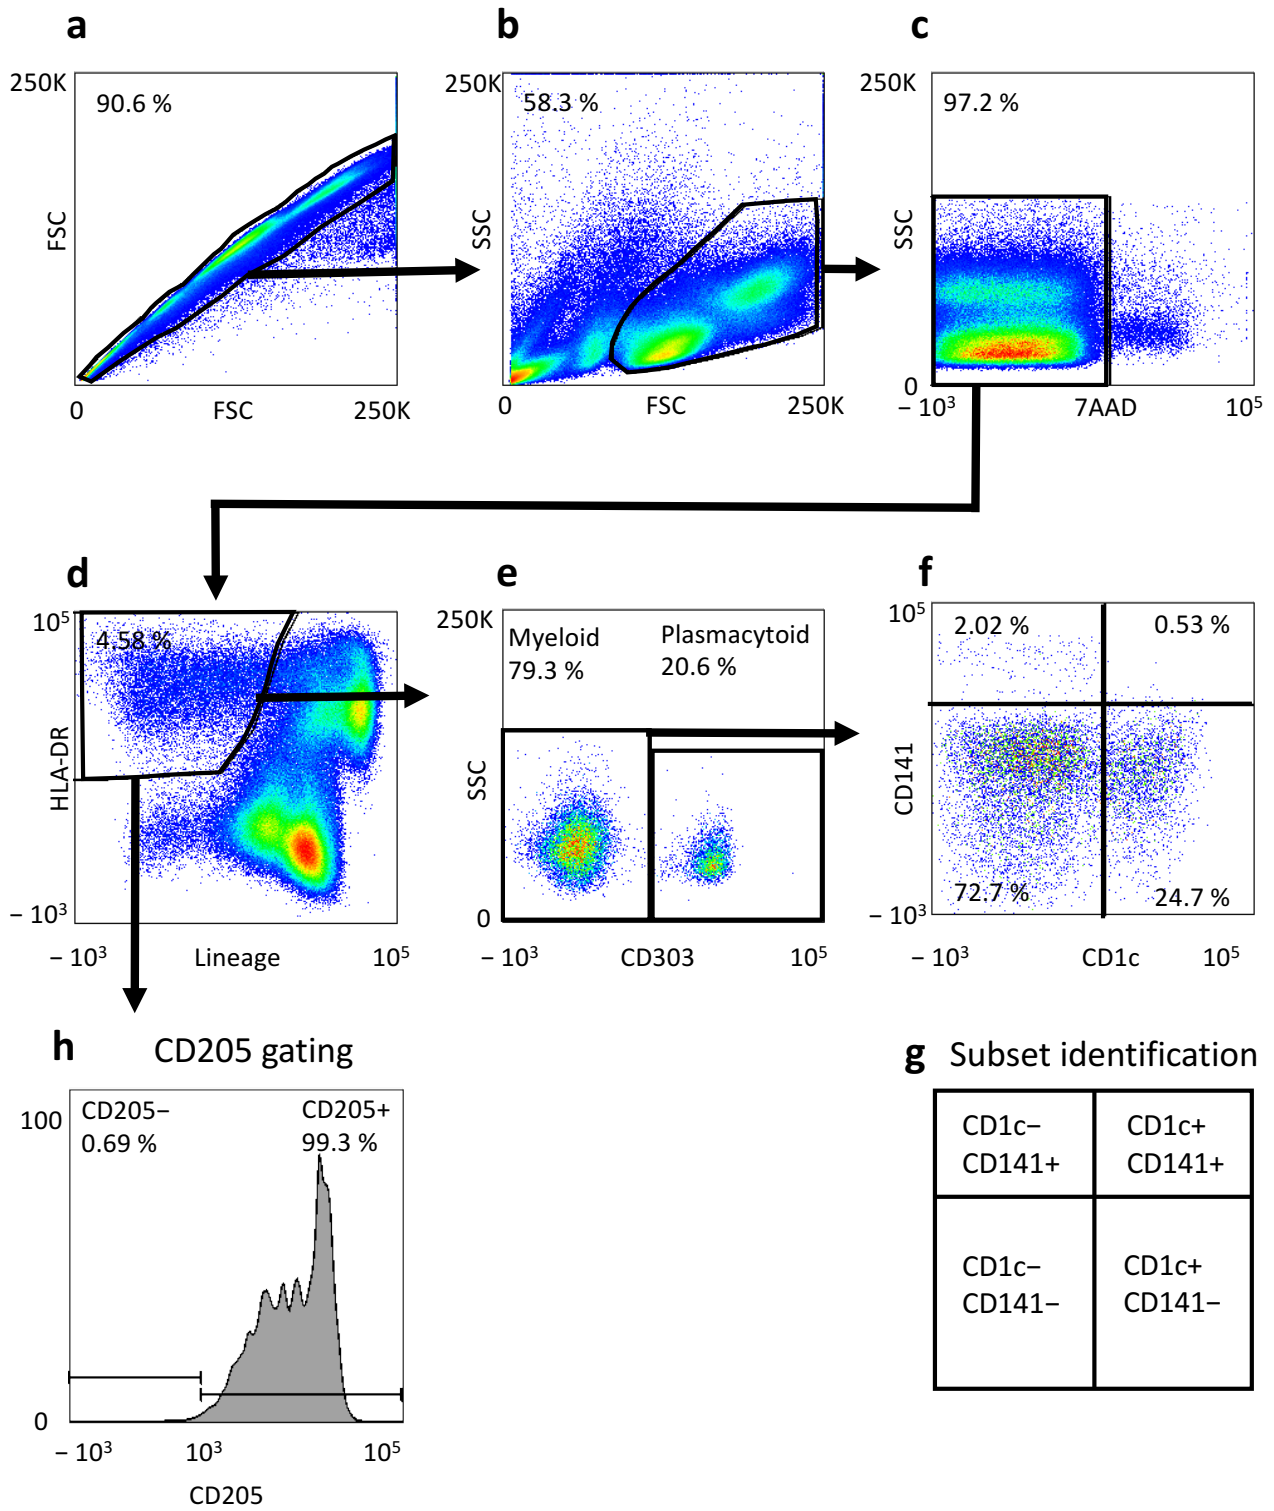 a
250K
90.6 %
FSC
0
FSC
250K
b
250K
58.3 %
SSC
0
FSC
250K
c
250K
97.2 %
SSC
0
− 10³
7AAD
10⁵
d
10⁵
4.58 %
HLA-DR
− 10³
− 10³
Lineage
10⁵
e
250K
Myeloid
79.3 %
Plasmacytoid
20.6 %
SSC
0
− 10³
CD303
10⁵
f
10⁵
2.02 %
0.53 %
CD141
72.7 %
24.7 %
− 10³
− 10³
CD1c
10⁵
h
CD205 gating
100
CD205−
0.69 %
CD205+
99.3 %
0
− 10³
10³
10⁵
CD205
g
Subset identification
CD1c−
CD141+
CD1c+
CD141+
CD1c−
CD141−
CD1c+
CD141−